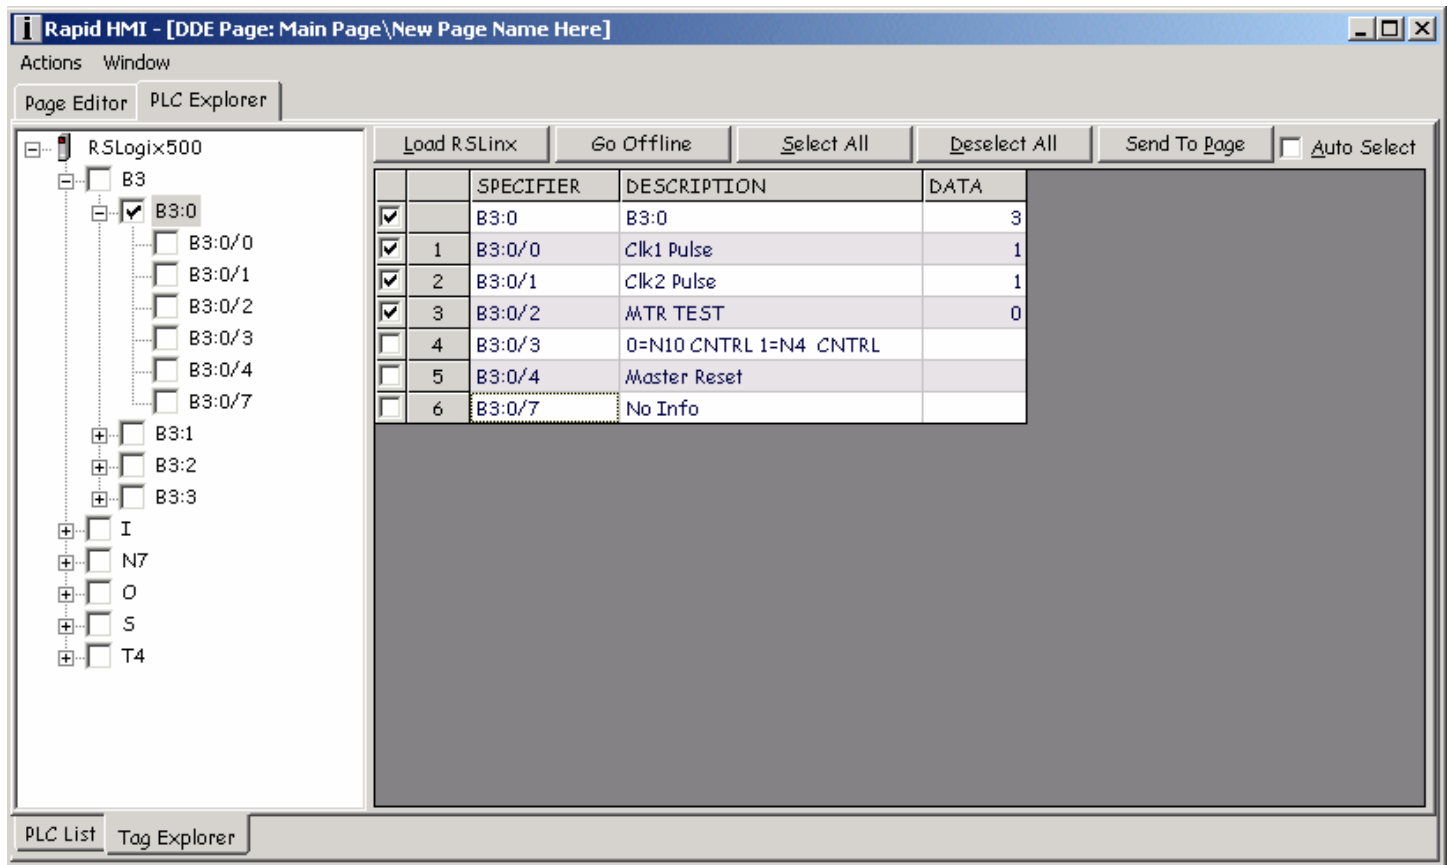 Rapid HMI - [DDE Page: Main Page\New Page Name Here]
Actions Window
Page Editor PLC Explorer
RSLogix500
B3
B3:0
B3:0/0
B3:0/1
B3:0/2
B3:0/3
B3:0/4
B3:0/7
B3:1
B3:2
B3:3
I
N7
O
S
T4
Load RSLinx Go Offline Select All Deselect All Send To Page Auto Select
SPECIFIER DESCRIPTION DATA
B3:0 B3:0 3
1 B3:0/0 Clk1 Pulse 1
2 B3:0/1 Clk2 Pulse 1
3 B3:0/2 MTR TEST 0
4 B3:0/3 0=N10 CNTRL 1=N4 CNTRL
5 B3:0/4 Master Reset
6 B3:0/7 No Info
PLC List Tag Explorer